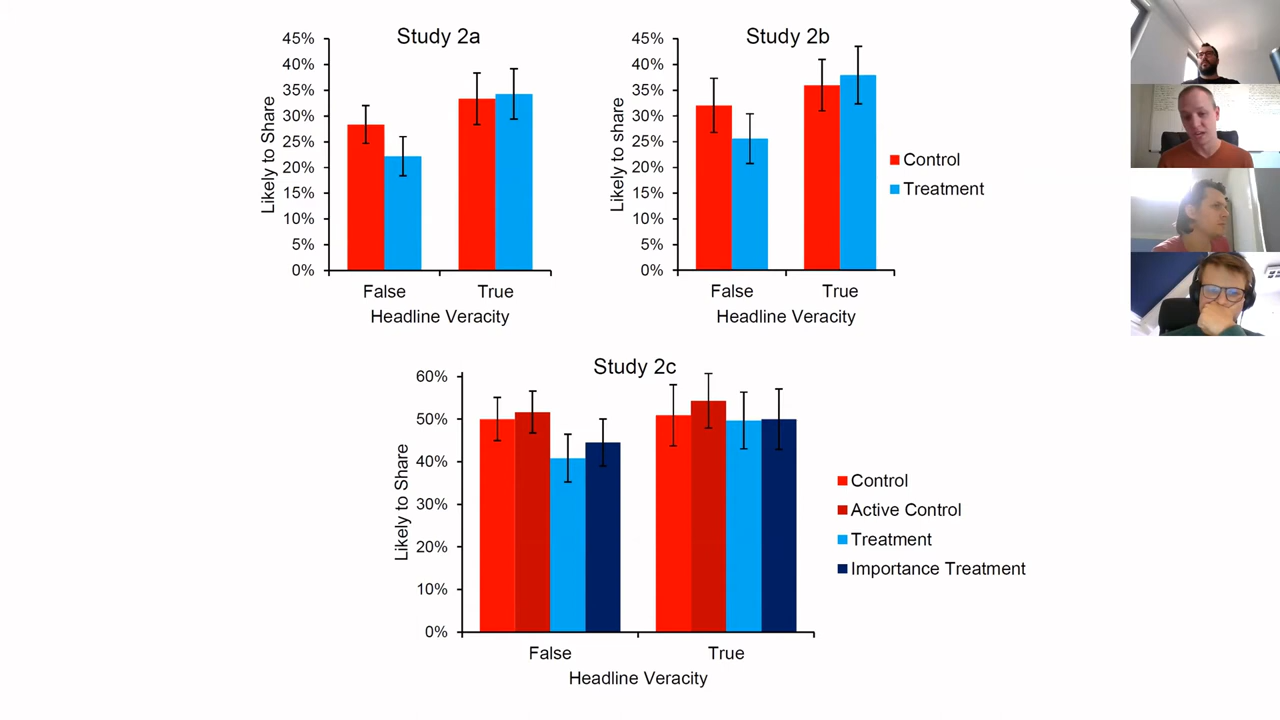 Study 2a
45%
40%
35%
30%
25%
20%
15%
10%
5%
0%
Likely to Share
False
True
Headline Veracity
Study 2b
45%
40%
35%
30%
25%
20%
15%
10%
5%
0%
Likely to share
False
True
Headline Veracity
Control
Treatment
Study 2c
60%
50%
40%
30%
20%
10%
0%
Likely to Share
False
True
Headline Veracity
Control
Active Control
Treatment
Importance Treatment